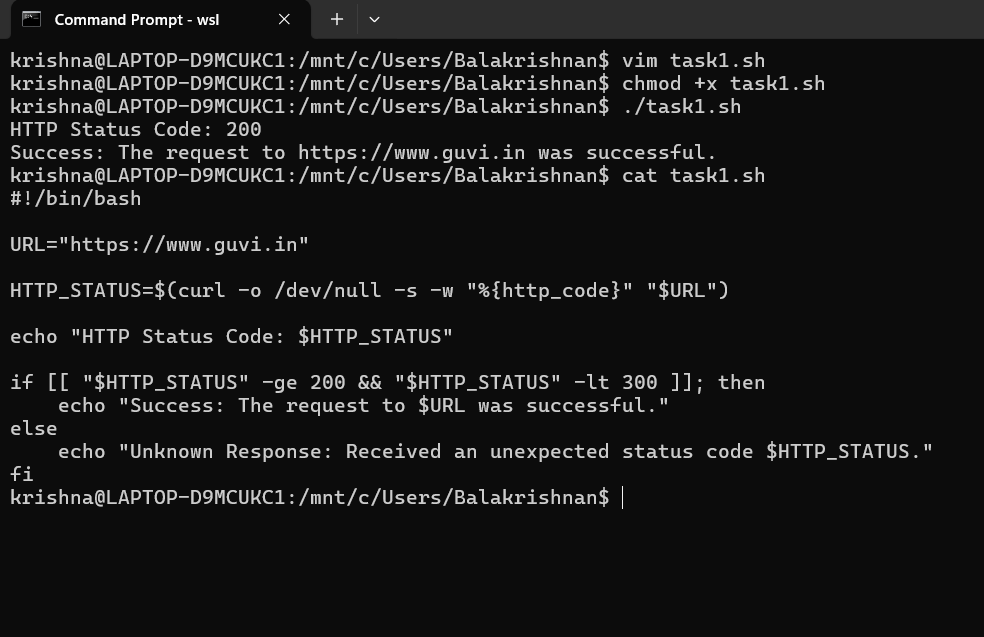 Command Prompt - wsl
krishna@LAPTOP-D9MCUKC1:/mnt/c/Users/Balakrishnan$ vim task1.sh
krishna@LAPTOP-D9MCUKC1:/mnt/c/Users/Balakrishnan$ chmod +x task1.sh
krishna@LAPTOP-D9MCUKC1:/mnt/c/Users/Balakrishnan$ ./task1.sh
HTTP Status Code: 200
Success: The request to https://www.guvi.in was successful.
krishna@LAPTOP-D9MCUKC1:/mnt/c/Users/Balakrishnan$ cat task1.sh
#!/bin/bash
URL="https://www.guvi.in"
HTTP_STATUS=$(curl -o /dev/null -s -w "%{http_code}" "$URL")
echo "HTTP Status Code: $HTTP_STATUS"
if [[ "$HTTP_STATUS" -ge 200 && "$HTTP_STATUS" -lt 300 ]]; then
    echo "Success: The request to $URL was successful."
else
    echo "Unknown Response: Received an unexpected status code $HTTP_STATUS."
fi
krishna@LAPTOP-D9MCUKC1:/mnt/c/Users/Balakrishnan$